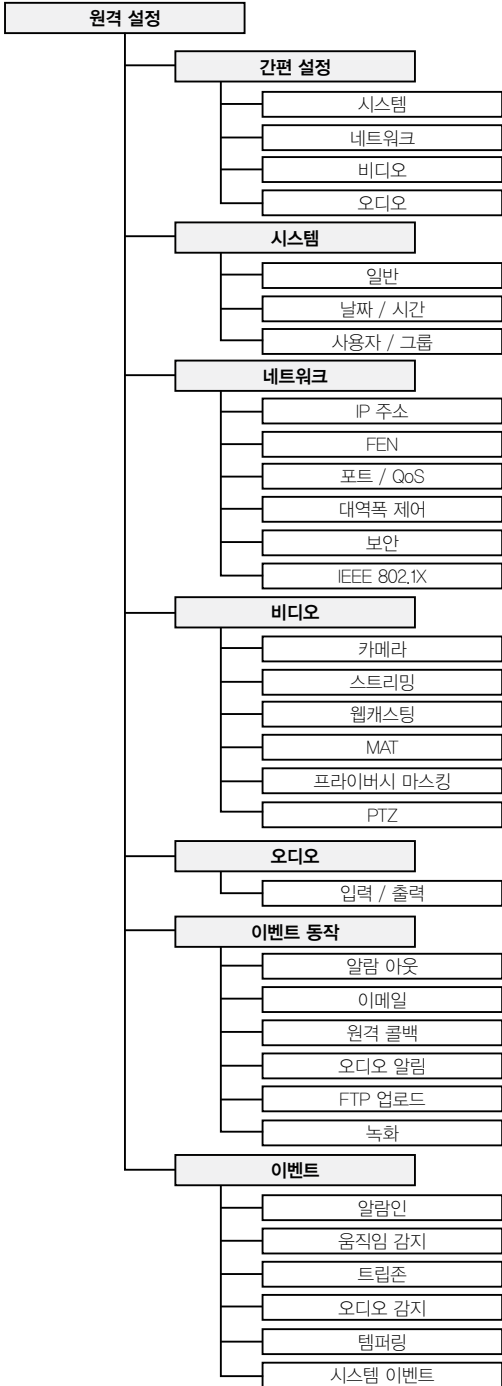 원격 설정
간편 설정
시스템
네트워크
비디오
오디오
시스템
일반
날짜 / 시간
사용자 / 그룹
네트워크
IP 주소
FEN
포트 / QoS
대역폭 제어
보안
IEEE 802.1X
비디오
카메라
스트리밍
웹캐스팅
MAT
프라이버시 마스킹
PTZ
오디오
입력 / 출력
이벤트 동작
알람 아웃
이메일
원격 콜백
오디오 알림
FTP 업로드
녹화
이벤트
알람인
움직임 감지
트립존
오디오 감지
템퍼링
시스템 이벤트